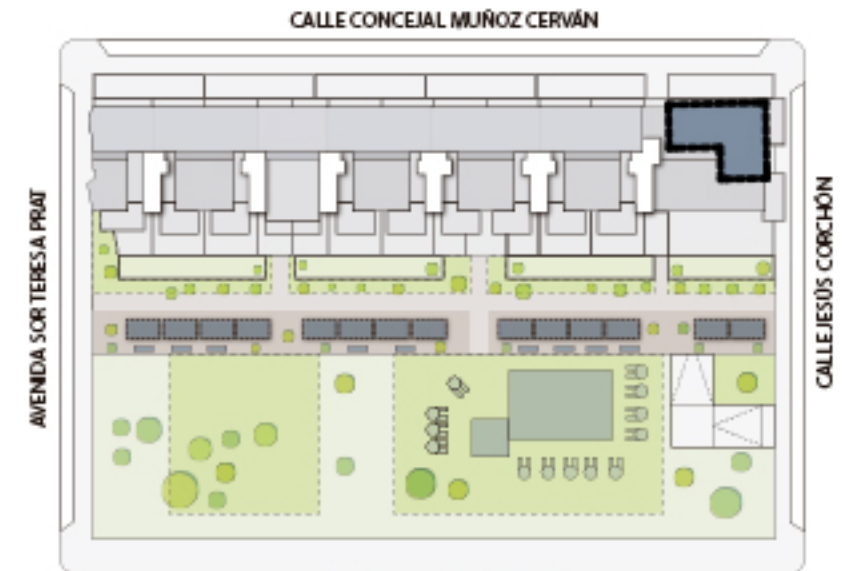 CALLE CONCEJAL MUÑOZ CERVÁN
AVENIDA SOR TERESA PRAT
CALLE JESÚS CORCHÓN